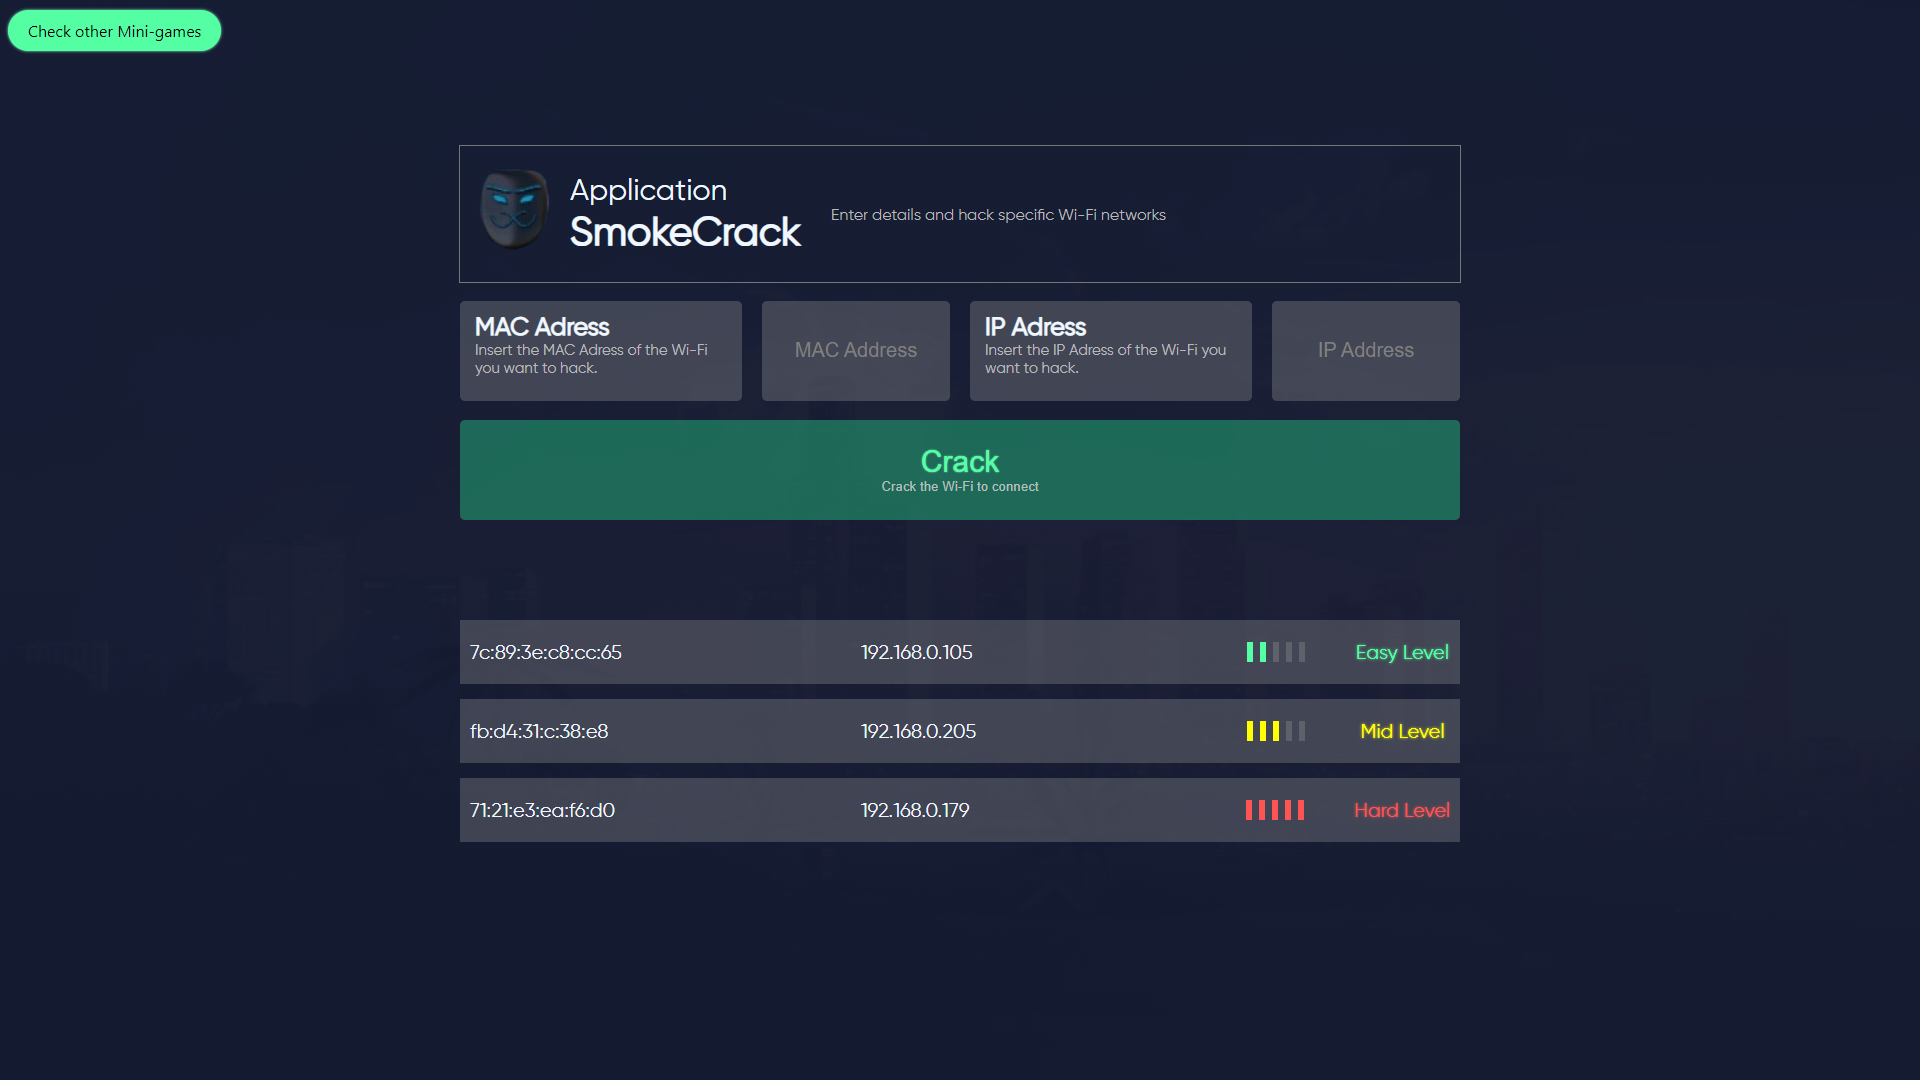 Check other Mini-games
Application
SmokeCrack
Enter details and hack specific Wi-Fi networks
MAC Adress
Insert the MAC Adress of the Wi-Fi
you want to hack.
MAC Address
IP Adress
Insert the IP Adress of the Wi-Fi you
want to hack.
IP Address
Crack
Crack the Wi-Fi to connect
7c:89:3e:c8:cc:65 192.168.0.105 Easy Level
fb:d4:31:c:38:e8 192.168.0.205 Mid Level
71:21:e3:ea:f6:d0 192.168.0.179 Hard Level